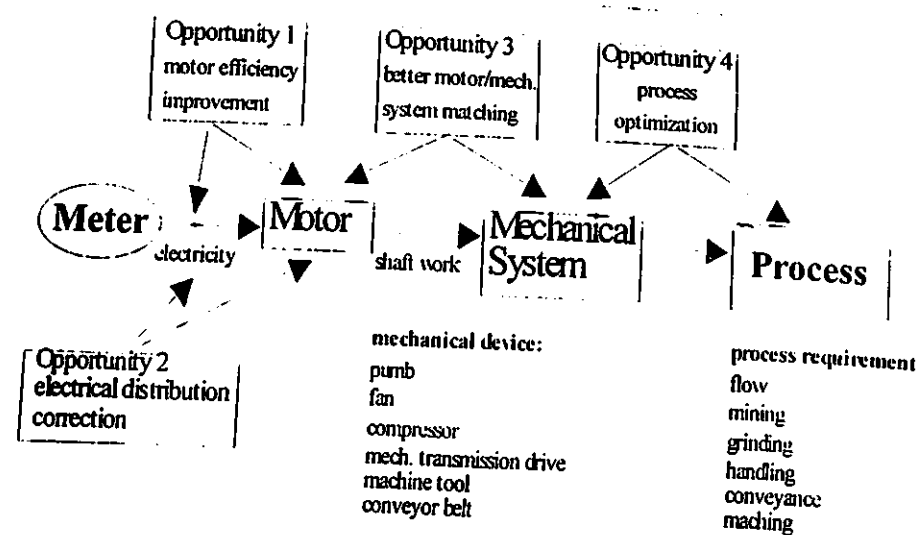 Opportunity 1
motor efficiency
improvement
Opportunity 3
better motor/mech.
system matching
Opportunity 4
process
optimization
Meter
electricity
Motor
shaft work
Mechanical
System
Process
Opportunity 2
electrical distribution
correction
mechanical device:
pumb
fan
compressor
mech. transmission drive
machine tool
conveyor belt
process requirement
flow
mining
grinding
handling
conveyance
maching